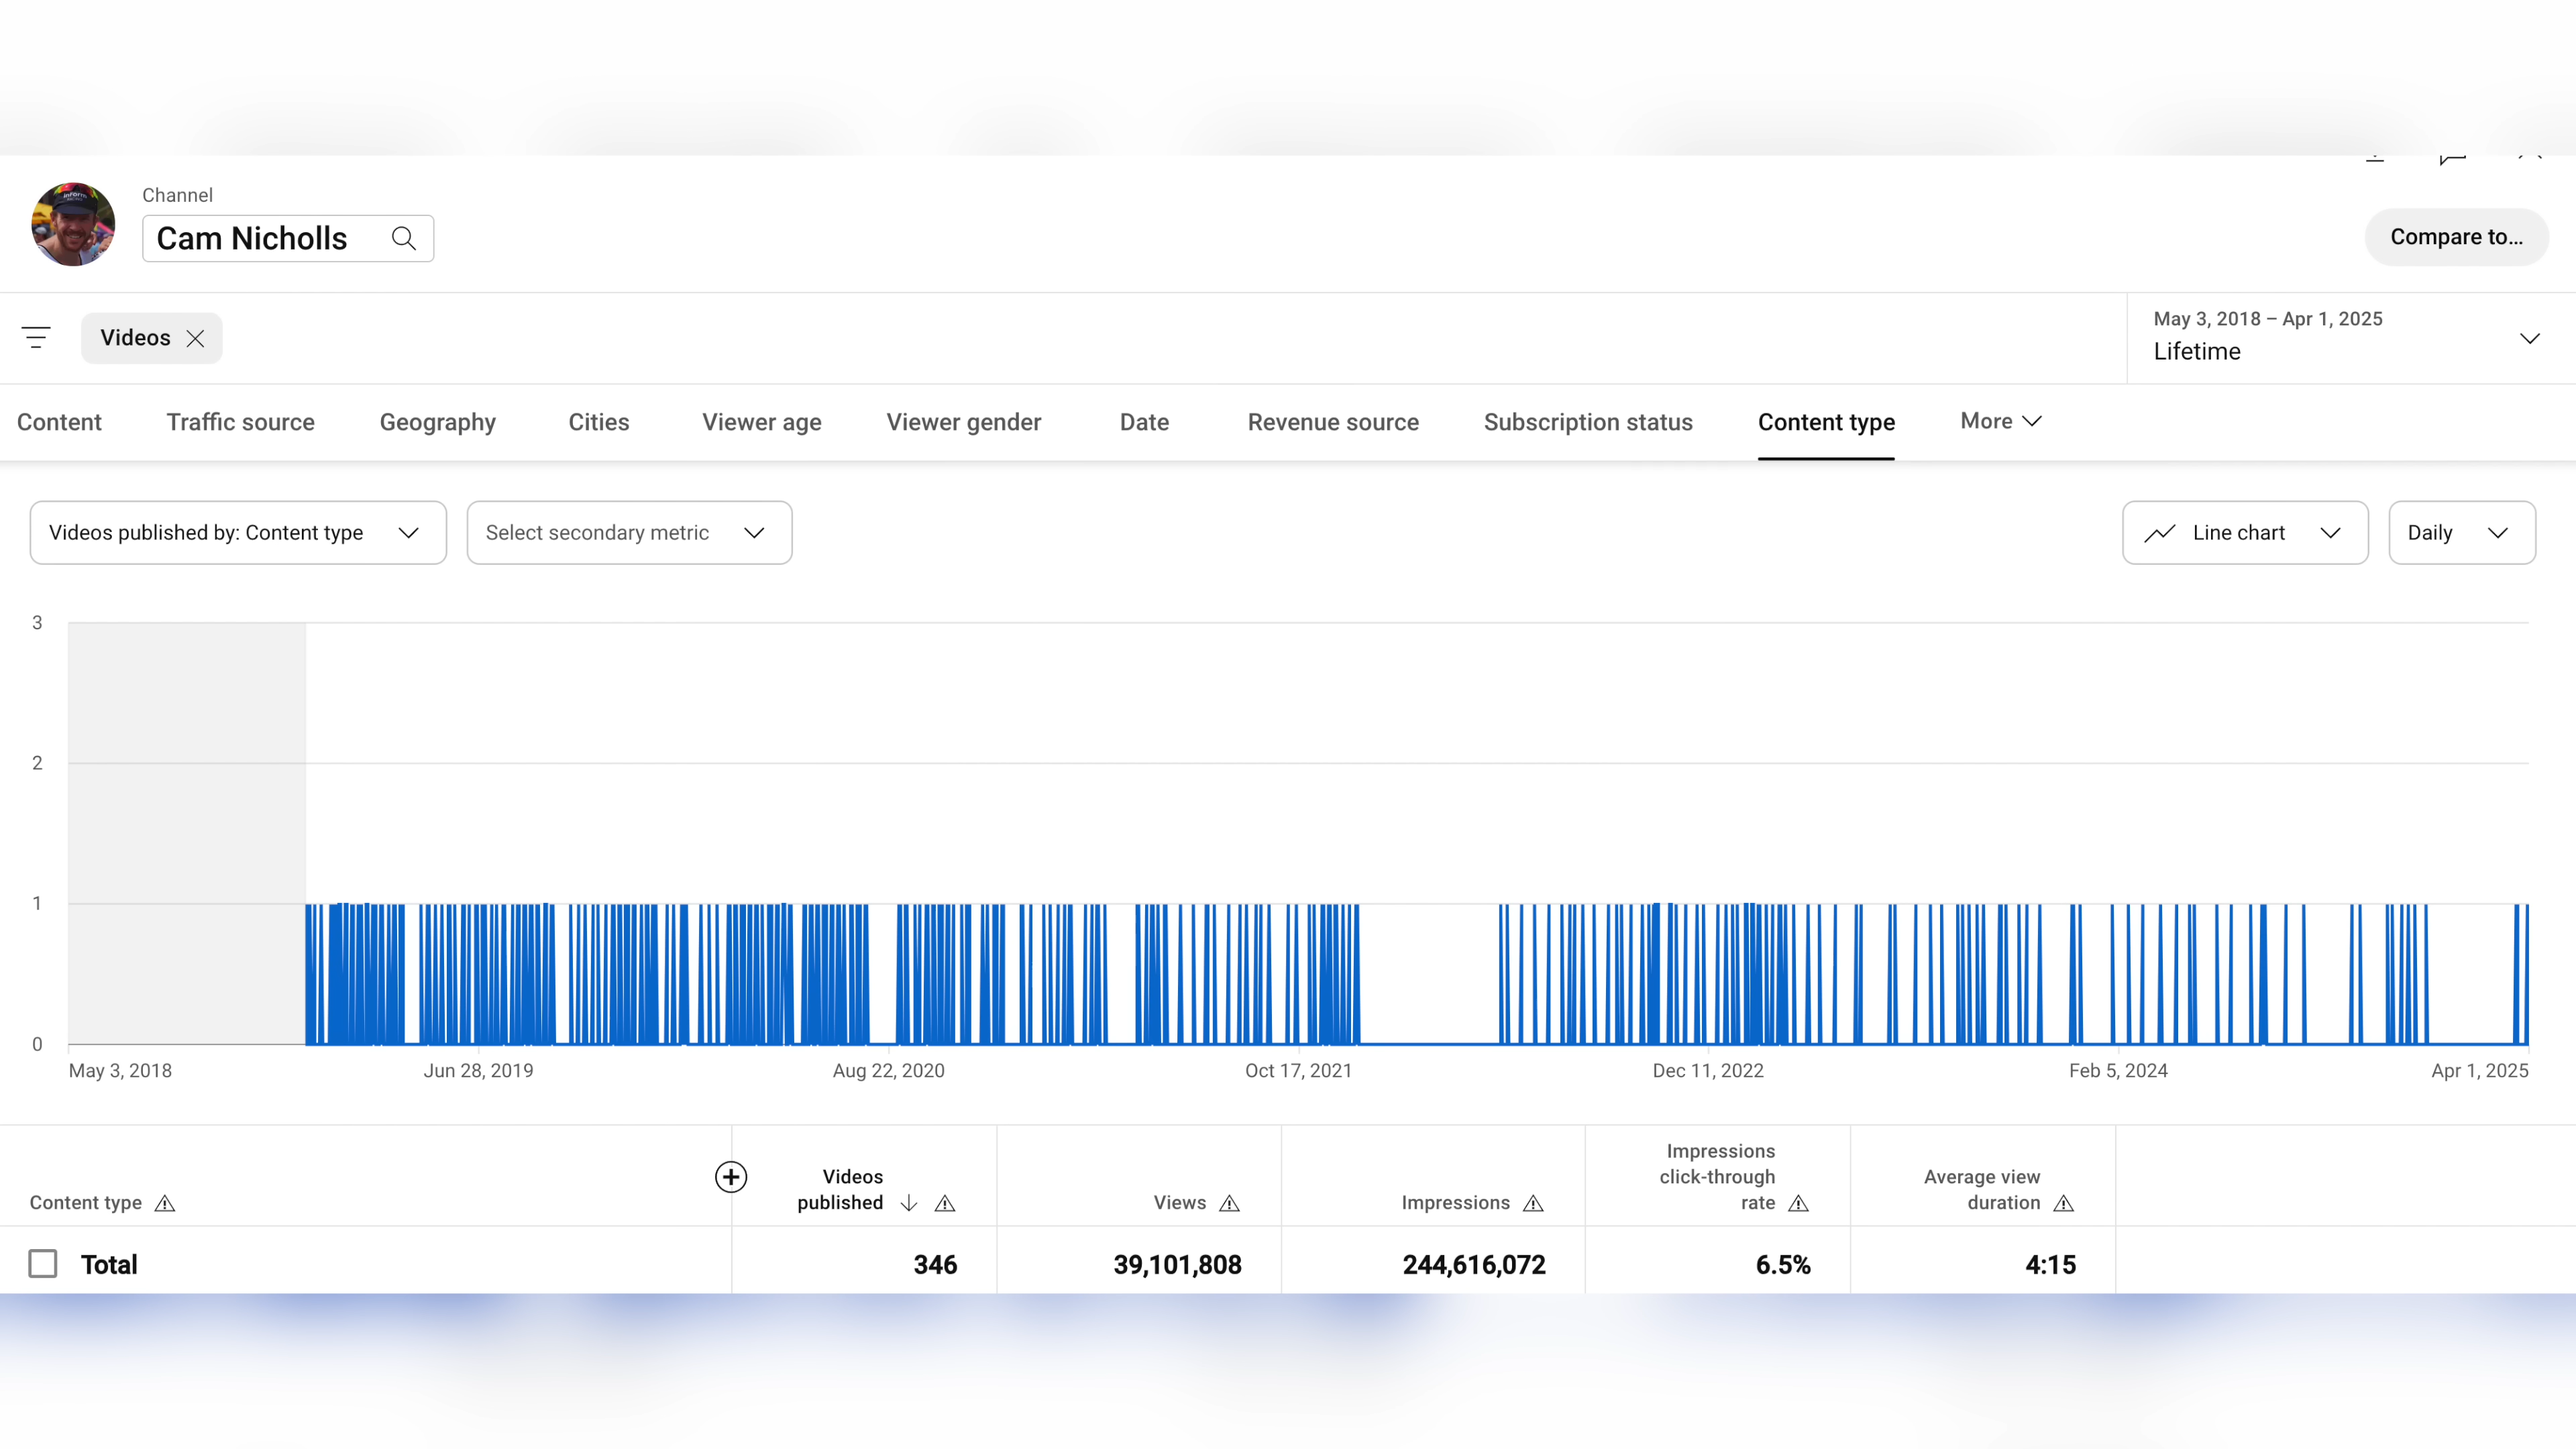 Channel
Cam Nicholls
Compare to...
Videos
May 3, 2018 – Apr 1, 2025
Lifetime
Content Traffic source Geography Cities Viewer age Viewer gender Date Revenue source Subscription status Content type More
Videos published by: Content type Select secondary metric Line chart Daily
3
2
1
0
May 3, 2018 Jun 28, 2019 Aug 22, 2020 Oct 17, 2021 Dec 11, 2022 Feb 5, 2024 Apr 1, 2025
Content type
Videos
published
Views
Impressions
Impressions
click-through
rate
Average view
duration
Total 346 39,101,808 244,616,072 6.5% 4:15